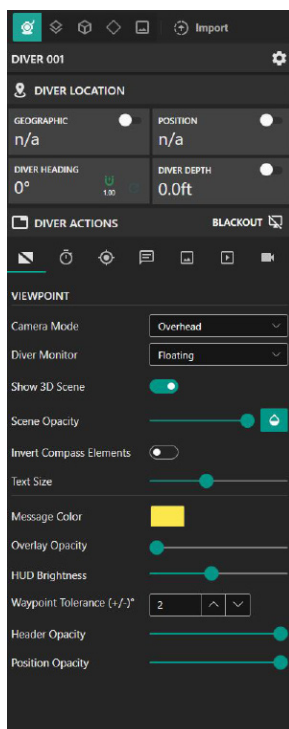 Import
DIVER 001
DIVER LOCATION
GEOGRAPHIC
n/a
POSITION
n/a
DIVER HEADING
0°
1.00
DIVER DEPTH
0.0ft
DIVER ACTIONS
BLACKOUT
VIEWPOINT
Camera Mode
Overhead
Diver Monitor
Floating
Show 3D Scene
Scene Opacity
Invert Compass Elements
Text Size
Message Color
Overlay Opacity
HUD Brightness
Waypoint Tolerance (+/-)°
2
Header Opacity
Position Opacity